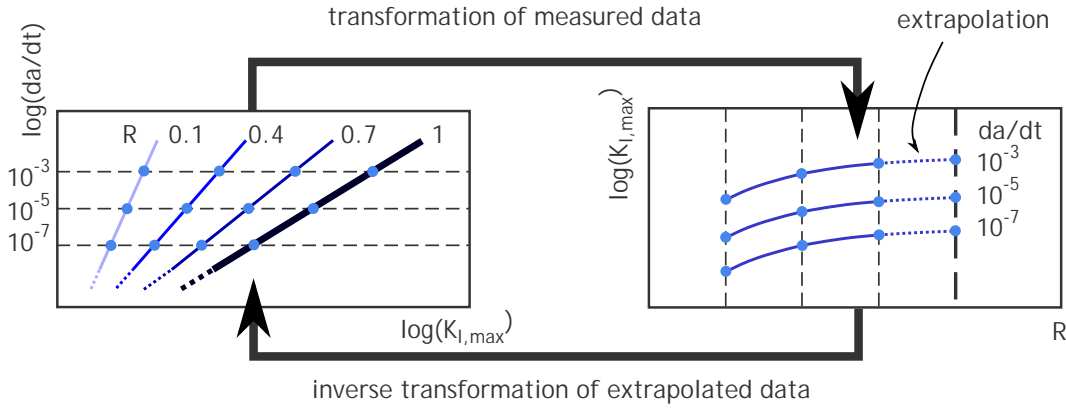 transformation of measured data
extrapolation
log(da/dt)
R 0.1 0.4 0.7 1
10-3
10-5
10-7
log(KI,max)
log(KI,max)
da/dt
10-3
10-5
10-7
R
inverse transformation of extrapolated data